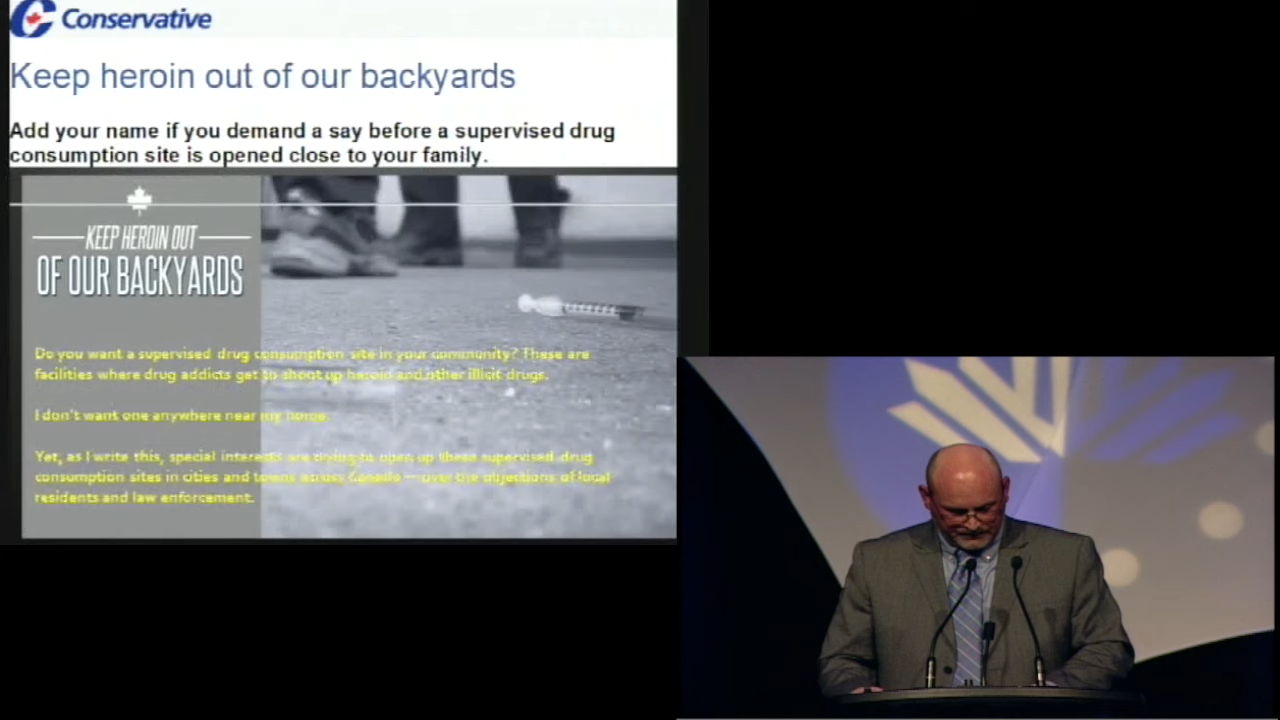 Conservative
Keep heroin out of our backyards
Add your name if you demand a say before a supervised drug
consumption site is opened close to your family.
KEEP HEROIN OUT
OF OUR BACKYARDS
Do you want a supervised drug consumption site in your community? These are
facilities where drug addicts get to shoot up heroin and other illicit drugs.
I don't want one anywhere near my home.
Yet, as I write this, special interests are trying to open up these supervised drug
consumption sites in cities and towns across Canada — over the objections of local
residents and law enforcement.